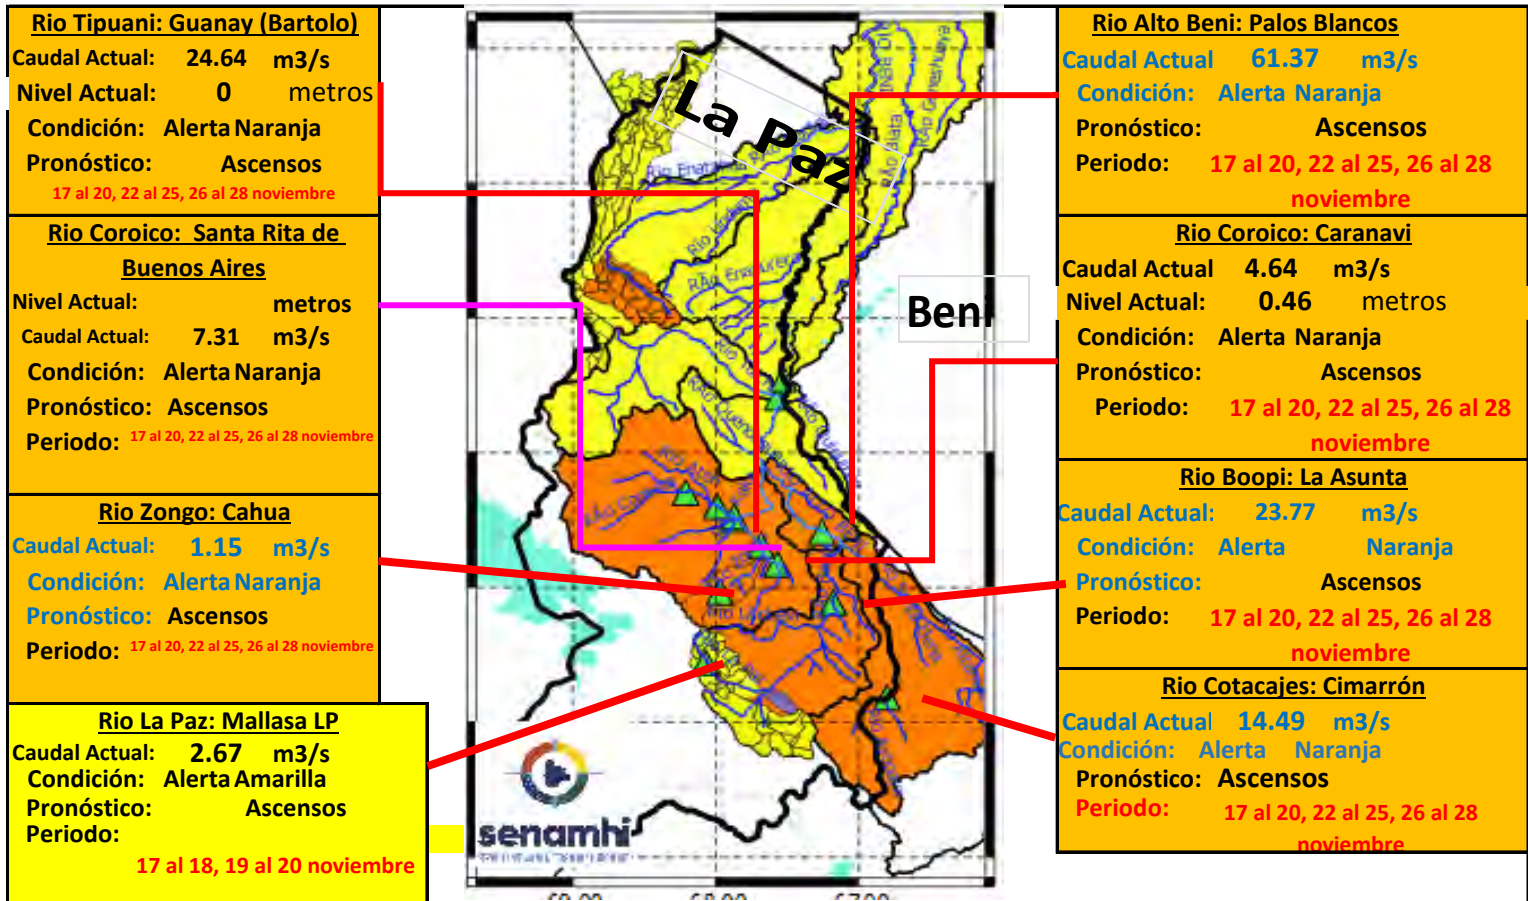 Rio Tipuani: Guanay (Bartolo)
Caudal Actual: 24.64 m3/s
Nivel Actual: 0 metros
Condición: Alerta Naranja
Pronóstico: Ascensos
17 al 20, 22 al 25, 26 al 28 noviembre
Rio Coroico: Santa Rita de
Buenos Aires
Nivel Actual: metros
Caudal Actual: 7.31 m3/s
Condición: Alerta Naranja
Pronóstico: Ascensos
Periodo: 17 al 20, 22 al 25, 26 al 28 noviembre
Rio Zongo: Cahua
Caudal Actual: 1.15 m3/s
Condición: Alerta Naranja
Pronóstico: Ascensos
Periodo: 17 al 20, 22 al 25, 26 al 28 noviembre
Rio La Paz: Mallasa LP
Caudal Actual: 2.67 m3/s
Condición: Alerta Amarilla
Pronóstico: Ascensos
Periodo:
17 al 18, 19 al 20 noviembre
La Paz
Beni
senamhi
Rio Alto Beni: Palos Blancos
Caudal Actual 61.37 m3/s
Condición: Alerta Naranja
Pronóstico: Ascensos
Periodo: 17 al 20, 22 al 25, 26 al 28
noviembre
Rio Coroico: Caranavi
Caudal Actual 4.64 m3/s
Nivel Actual: 0.46 metros
Condición: Alerta Naranja
Pronóstico: Ascensos
Periodo: 17 al 20, 22 al 25, 26 al 28
noviembre
Rio Boopi: La Asunta
Caudal Actual: 23.77 m3/s
Condición: Alerta Naranja
Pronóstico: Ascensos
Periodo: 17 al 20, 22 al 25, 26 al 28
noviembre
Rio Cotacajes: Cimarrón
Caudal Actual 14.49 m3/s
Condición: Alerta Naranja
Pronóstico: Ascensos
Periodo: 17 al 20, 22 al 25, 26 al 28
noviembre